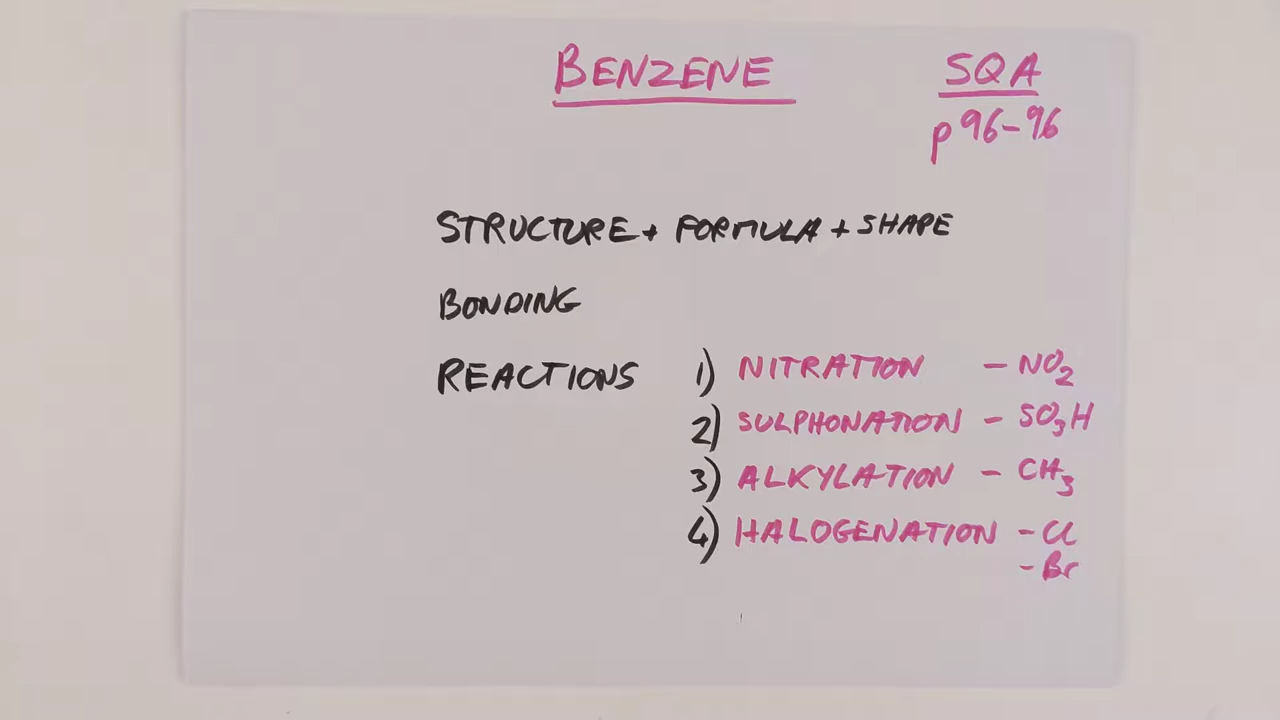 BENZENE
SQA
p96-96
STRUCTURE + FORMULA + SHAPE
BONDING
REACTIONS 1) NITRATION - NO2
2) SULPHONATION - SO3H
3) ALKYLATION - CH3
4) HALOGENATION - Cl
- Br